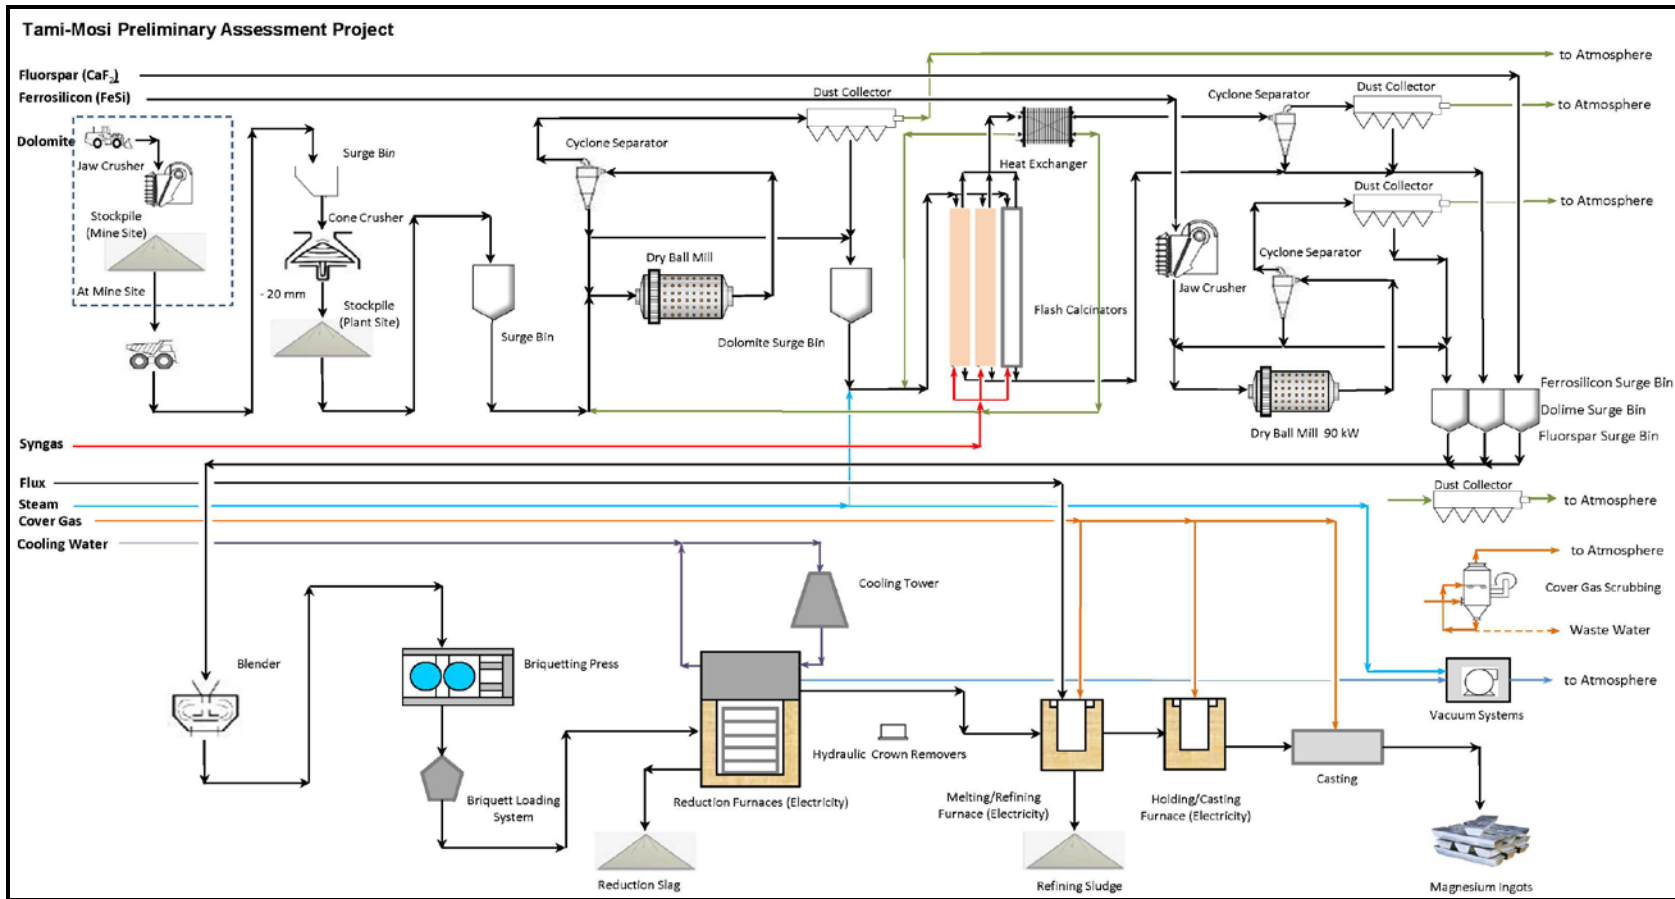 Tami-Mosi Preliminary Assessment Project
to Atmosphere
Fluorspar (CaF2)
Ferrosilicon (FeSi)
Dust Collector
Cyclone Separator
Dust Collector
to Atmosphere
Dolomite
Jaw Crusher
Surge Bin
Cyclone Separator
Heat Exchanger
Stockpile
(Mine Site)
Cone Crusher
Dust Collector
to Atmosphere
Cyclone Separator
Dry Ball Mill
At Mine Site
- 20 mm
Stockpile
(Plant Site)
Jaw Crusher
Flash Calcinators
Surge Bin
Dolomite Surge Bin
Ferrosilicon Surge Bin
Dolime Surge Bin
Fluorspar Surge Bin
Dry Ball Mill 90 kW
Syngas
Flux
Steam
Cover Gas
Cooling Water
Dust Collector
to Atmosphere
to Atmosphere
Cooling Tower
Cover Gas Scrubbing
Waste Water
Blender
Briquetting Press
to Atmosphere
Vacuum Systems
Hydraulic Crown Removers
Briquett Loading
System
Reduction Furnaces (Electricity)
Melting/Refining
Furnace (Electricity)
Holding/Casting
Furnace (Electricity)
Casting
Reduction Slag
Refining Sludge
Magnesium Ingots